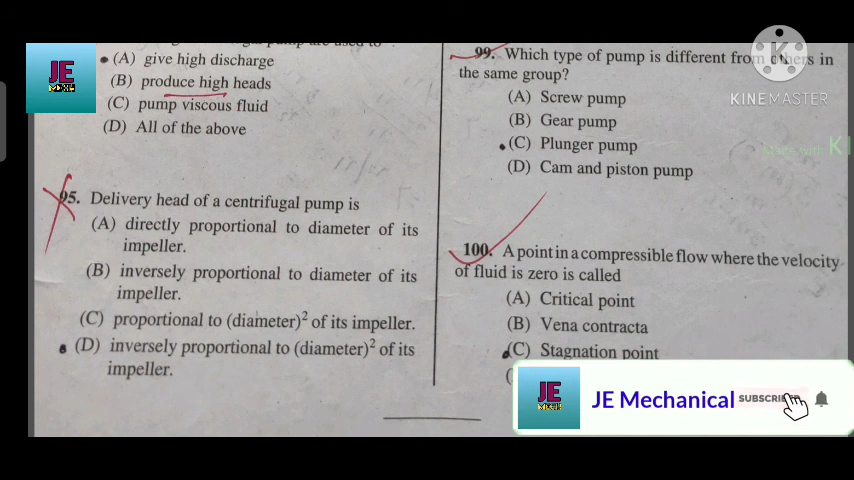 (A) give high discharge
(B) produce high heads
(C) pump viscous fluid
(D) All of the above
95. Delivery head of a centrifugal pump is
(A) directly proportional to diameter of its
impeller.
(B) inversely proportional to diameter of its
impeller.
(C) proportional to (diameter)² of its impeller.
(D) inversely proportional to (diameter)² of its
impeller.
99. Which type of pump is different from others in
the same group?
(A) Screw pump
(B) Gear pump
(C) Plunger pump
(D) Cam and piston pump
100. A point in a compressible flow where the velocity
of fluid is zero is called
(A) Critical point
(B) Vena contracta
(C) Stagnation point
JE
K
KINEMASTER
Made with KI
JE
JE Mechanical
SUBSCRIBE